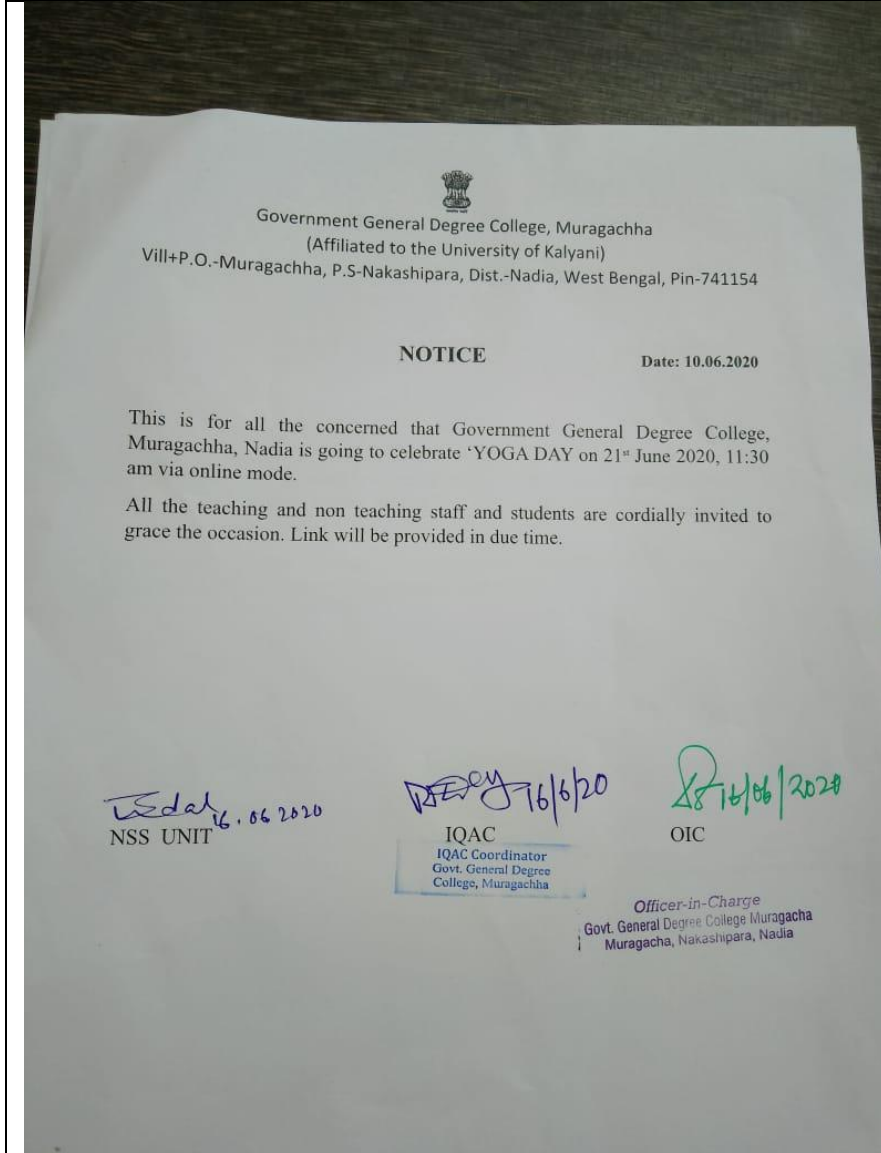 Government General Degree College, Muragachha
(Affiliated to the University of Kalyani)
Vill+P.O.-Muragachha, P.S-Nakashipara, Dist.-Nadia, West Bengal, Pin-741154
NOTICE
Date: 10.06.2020
This is for all the concerned that Government General Degree College,
Muragachha, Nadia is going to celebrate ‘YOGA DAY on 21st June 2020, 11:30
am via online mode.
All the teaching and non teaching staff and students are cordially invited to
grace the occasion. Link will be provided in due time.
16.06 2020
16/6/20
16/06/2020
NSS UNIT
IQAC
OIC
IQAC Coordinator
Govt. General Degree
College, Muragachha
Officer-in-Charge
Govt. General Degree College Muragacha
Muragacha, Nakashipara, Nadia